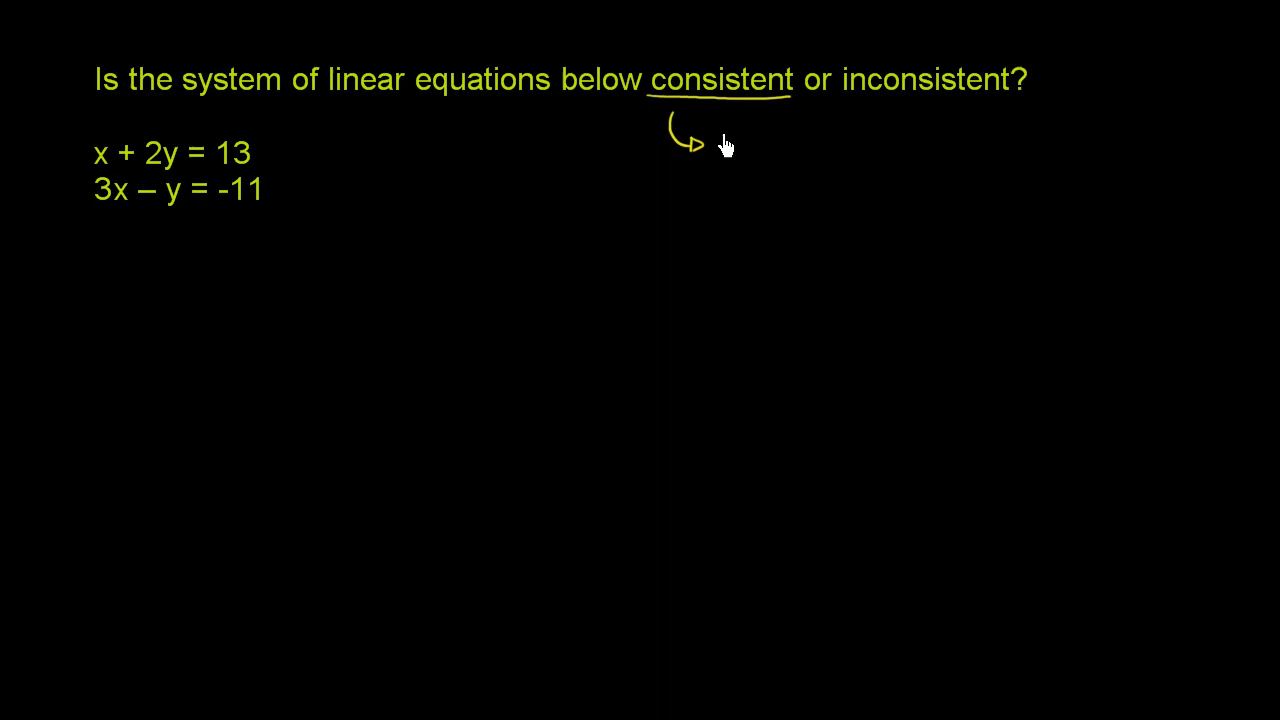 Is the system of linear equations below consistent or inconsistent?
x + 2y = 13
3x – y = -11